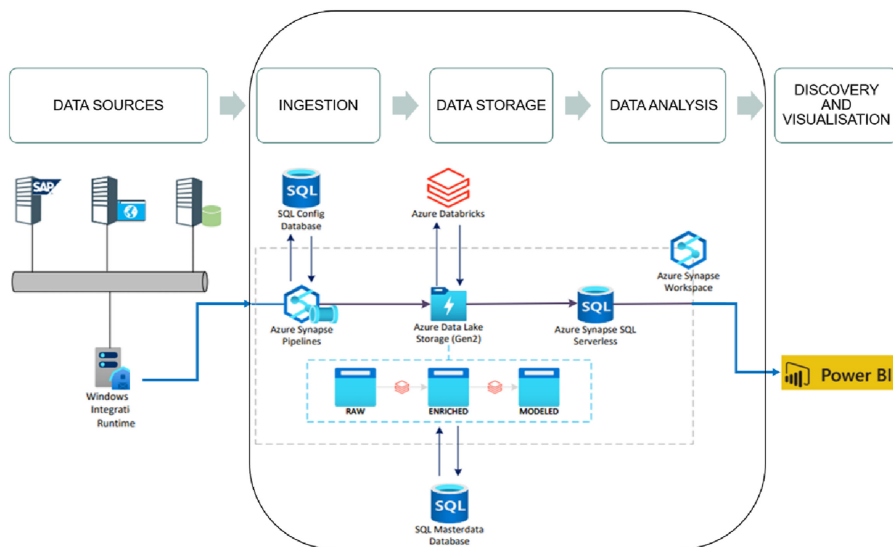 DATA SOURCES
INGESTION
DATA STORAGE
DATA ANALYSIS
DISCOVERY
AND
VISUALISATION
SAP
SQL
SQL Config
Database
Azure Databricks
Azure Synapse
Workspace
Azure Synapse
Pipelines
Azure Data Lake
Storage (Gen2)
SQL
Azure Synapse SQL
Serverless
Windows
Integrati
Runtime
RAW
ENRICHED
MODELED
Power BI
SQL
SQL Masterdata
Database